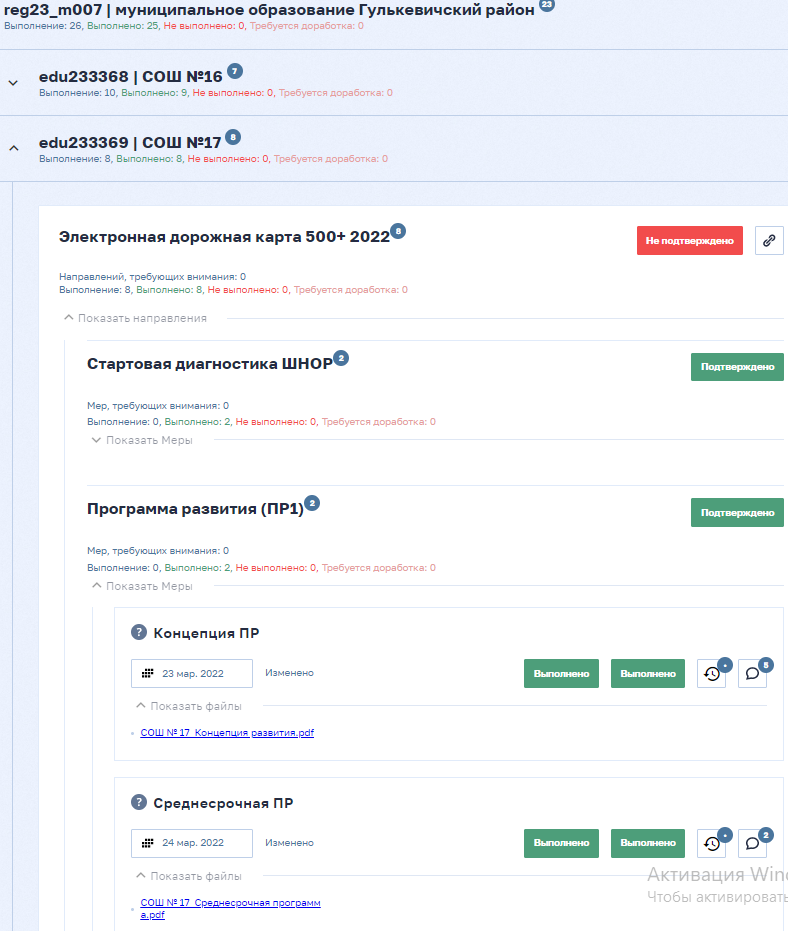 reg23_m007 | муниципальное образование Гулькевичский район 23
Выполнение: 26, Выполнено: 25, Не выполнено: 0, Требуется доработка: 0
edu233368 | СОШ №16 7
Выполнение: 10, Выполнено: 9, Не выполнено: 0, Требуется доработка: 0
edu233369 | СОШ №17 8
Выполнение: 8, Выполнено: 8, Не выполнено: 0, Требуется доработка: 0
Электронная дорожная карта 500+ 2022 8
Не подтверждено
Направлений, требующих внимания: 0
Выполнение: 8, Выполнено: 8, Не выполнено: 0, Требуется доработка: 0
Показать направления
Стартовая диагностика ШНОР 2
Подтверждено
Мер, требующих внимания: 0
Выполнение: 0, Выполнено: 2, Не выполнено: 0, Требуется доработка: 0
Показать Меры
Программа развития (ПР1) 2
Подтверждено
Мер, требующих внимания: 0
Выполнение: 0, Выполнено: 2, Не выполнено: 0, Требуется доработка: 0
Показать Меры
? Концепция ПР
23 мар. 2022 Изменено Выполнено Выполнено 5
Показать файлы
СОШ № 17 Концепция развития.pdf
? Среднесрочная ПР
24 мар. 2022 Изменено Выполнено Выполнено 2
Показать файлы
СОШ № 17 Среднесрочная программ
а.pdf
Активация Wind
Чтобы активировать